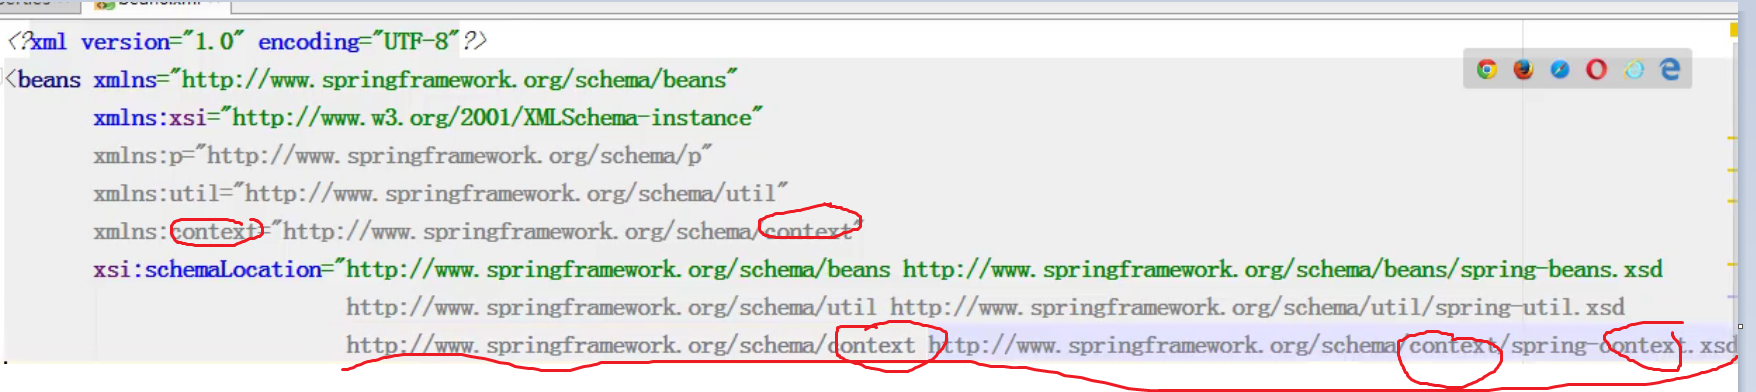 <?xml version="1.0" encoding="UTF-8"?>
<beans xmlns="http://www.springframework.org/schema/beans"
xmlns:xsi="http://www.w3.org/2001/XMLSchema-instance"
xmlns:p="http://www.springframework.org/schema/p"
xmlns:util="http://www.springframework.org/schema/util"
xmlns:context="http://www.springframework.org/schema/context"
xsi:schemaLocation="http://www.springframework.org/schema/beans http://www.springframework.org/schema/beans/spring-beans.xsd
http://www.springframework.org/schema/util http://www.springframework.org/schema/util/spring-util.xsd
http://www.springframework.org/schema/context http://www.springframework.org/schema/context/spring-context.xsd